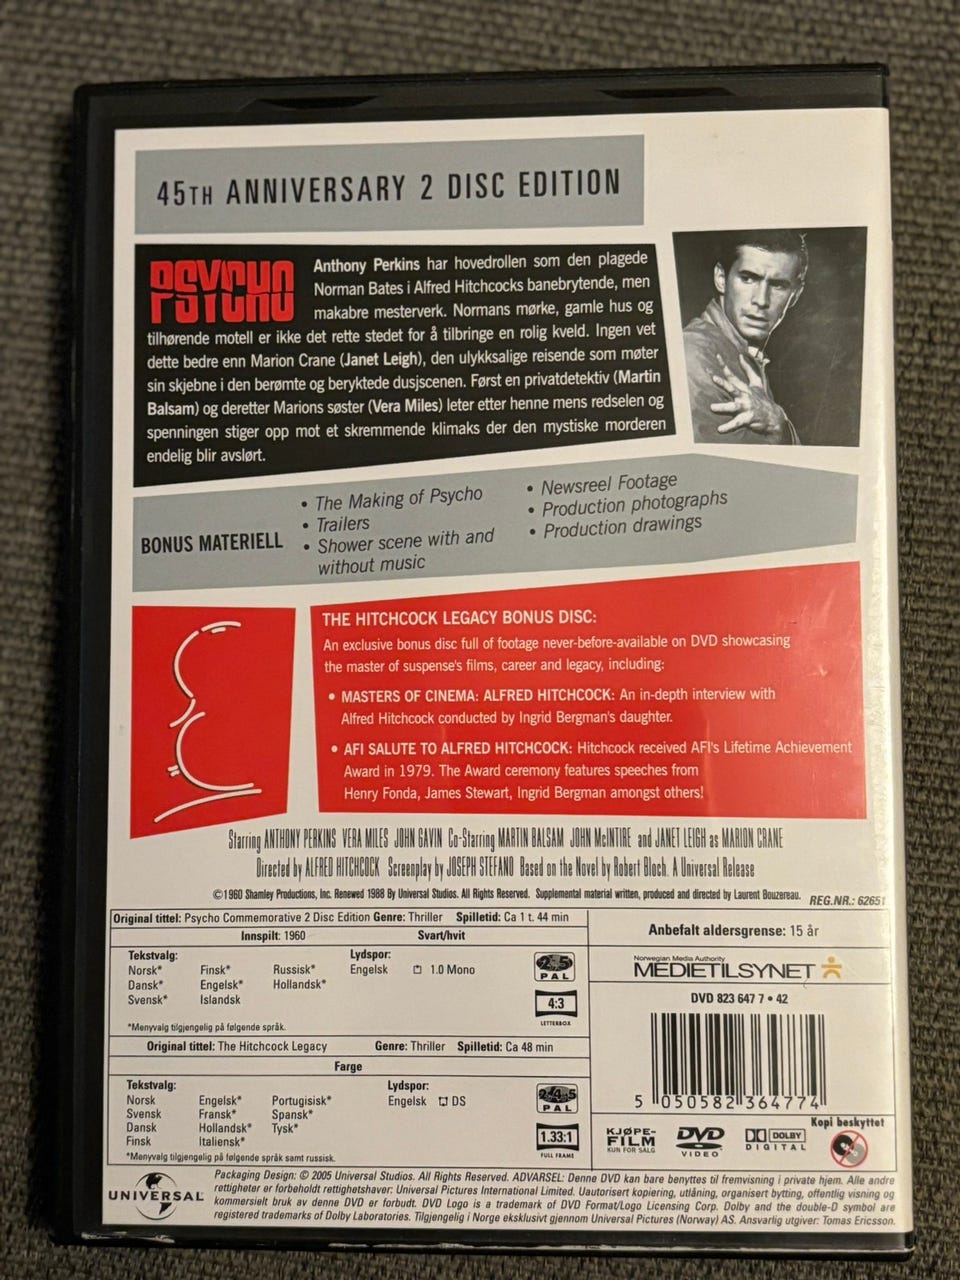 45TH ANNIVERSARY 2 DISC EDITION
PSYCHO
Anthony Perkins har hovedrollen som den plagede
Norman Bates i Alfred Hitchcocks banebrytende, men
makabre mesterverk. Normans mørke, gamle hus og
tilhørende motell er ikke det rette stedet for å tilbringe en rolig kveld. Ingen vet
dette bedre enn Marion Crane (Janet Leigh), den ulykksalige reisende som møter
sin skjebne i den berømte og beryktede dusjscenen. Først en privatdetektiv (Martin
Balsam) og deretter Marions søster (Vera Miles) leter etter henne mens redselen og
spenningen stiger opp mot et skremmende klimaks der den mystiske morderen
endelig blir avslørt.
BONUS MATERIELL
• The Making of Psycho
• Trailers
• Shower scene with and
without music
• Newsreel Footage
• Production photographs
• Production drawings
THE HITCHCOCK LEGACY BONUS DISC:
An exclusive bonus disc full of footage never-before-available on DVD showcasing
the master of suspense's films, career and legacy, including:
• MASTERS OF CINEMA: ALFRED HITCHCOCK: An in-depth interview with
Alfred Hitchcock conducted by Ingrid Bergman's daughter.
• AFI SALUTE TO ALFRED HITCHCOCK: Hitchcock received AFI's Lifetime Achievement
Award in 1979. The Award ceremony features speeches from
Henry Fonda, James Stewart, Ingrid Bergman amongst others!
Starring ANTHONY PERKINS VERA MILES JOHN GAVIN Co-Starring MARTIN BALSAM JOHN McINTIRE and JANET LEIGH as MARION CRANE
Directed by ALFRED HITCHCOCK Screenplay by JOSEPH STEFANO Based on the Novel by Robert Bloch. A Universal Release
©1960 Shamley Productions, Inc. Renewed 1988 By Universal Studios. All Rights Reserved. Supplemental material written, produced and directed by Laurent Bouzereau.
REG.NR.: 62651
Original tittel: Psycho Commemorative 2 Disc Edition Genre: Thriller Spilletid: Ca 1 t. 44 min
Innspilt: 1960 Svart/hvit
Tekstvalg: Lydspor:
Norsk* Finsk* Russisk* Engelsk 1.0 Mono
Dansk* Engelsk* Hollandsk*
Svensk* Islandsk
*Menyvalg tilgjengelig på følgende språk.
2 5
PAL
4:3
LETTERBOX
Original tittel: The Hitchcock Legacy Genre: Thriller Spilletid: Ca 48 min
Farge
Tekstvalg: Lydspor:
Norsk Engelsk* Portugisisk* Engelsk DS
Svensk Fransk* Spansk*
Dansk Hollandsk* Tysk*
Finsk Italiensk*
*Menyvalg tilgjengelig på følgende språk samt russisk.
2 4 5
PAL
1.33:1
FULL FRAME
Anbefalt aldersgrense: 15 år
Norwegian Media Authority
MEDIETILSYNET
DVD 823 647 7 • 42
5 050582 364774
Kopi beskyttet
KJØPE-
FILM
KUN FOR SALG
DVD
VIDEO
DOLBY
DIGITAL
UNIVERSAL
Packaging Design: © 2005 Universal Studios. All Rights Reserved. ADVARSEL: Denne DVD kan bare benyttes til fremvisning i private hjem. Alle andre
rettigheter er forbeholdt rettighetshaver: Universal Pictures International Limited. Uautorisert kopiering, utlåning, organisert bytting, offentlig visning og
kommersielt bruk av denne DVD er forbudt. DVD Logo is a trademark of DVD Format/Logo Licensing Corp. Dolby and the double-D symbol are
registered trademarks of Dolby Laboratories. Tilgjengelig i Norge eksklusivt gjennom Universal Pictures (Norway) AS. Ansvarlig utgiver: Tomas Ericsson.